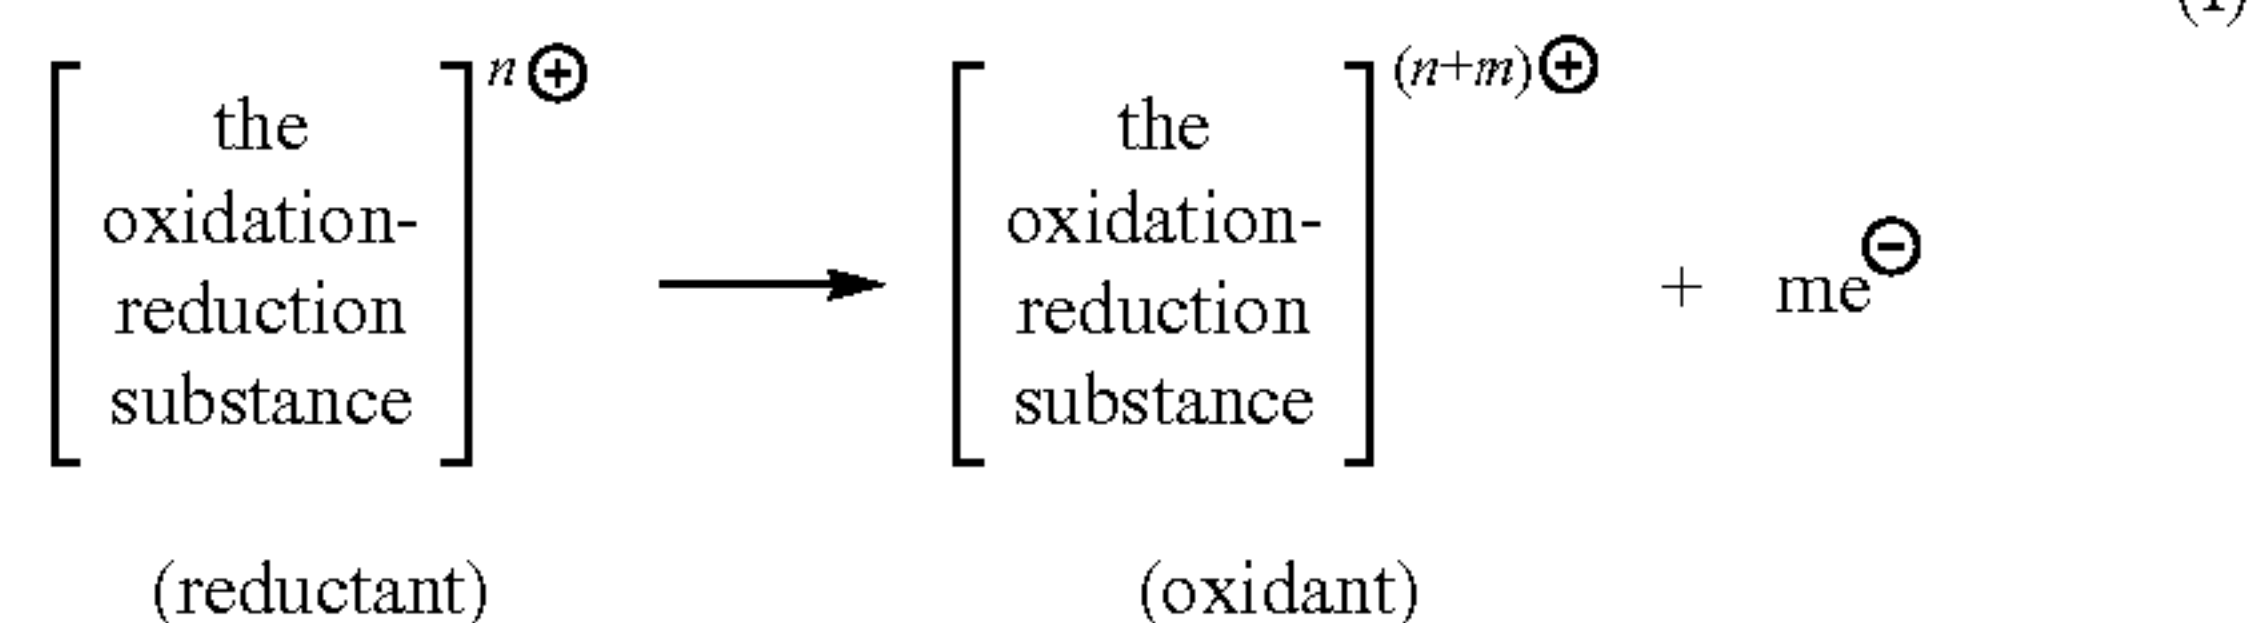 (1)
the oxidation-reduction substance n⊕ ⟶ the oxidation-reduction substance (n+m)⊕ + me⊖
(reductant) (oxidant)